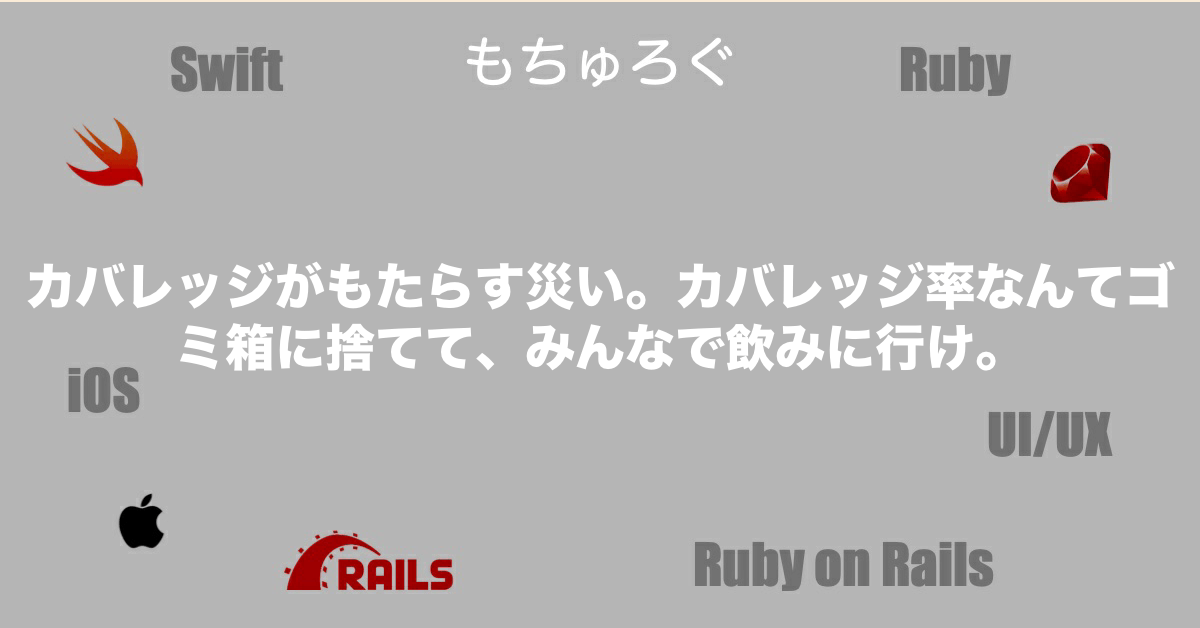 もちゅろぐ
Swift
Ruby
カバレッジがもたらす災い。カバレッジ率なんてゴ
ミ箱に捨てて、みんなで飲みに行け。
iOS
UI/UX
RAILS
Ruby on Rails